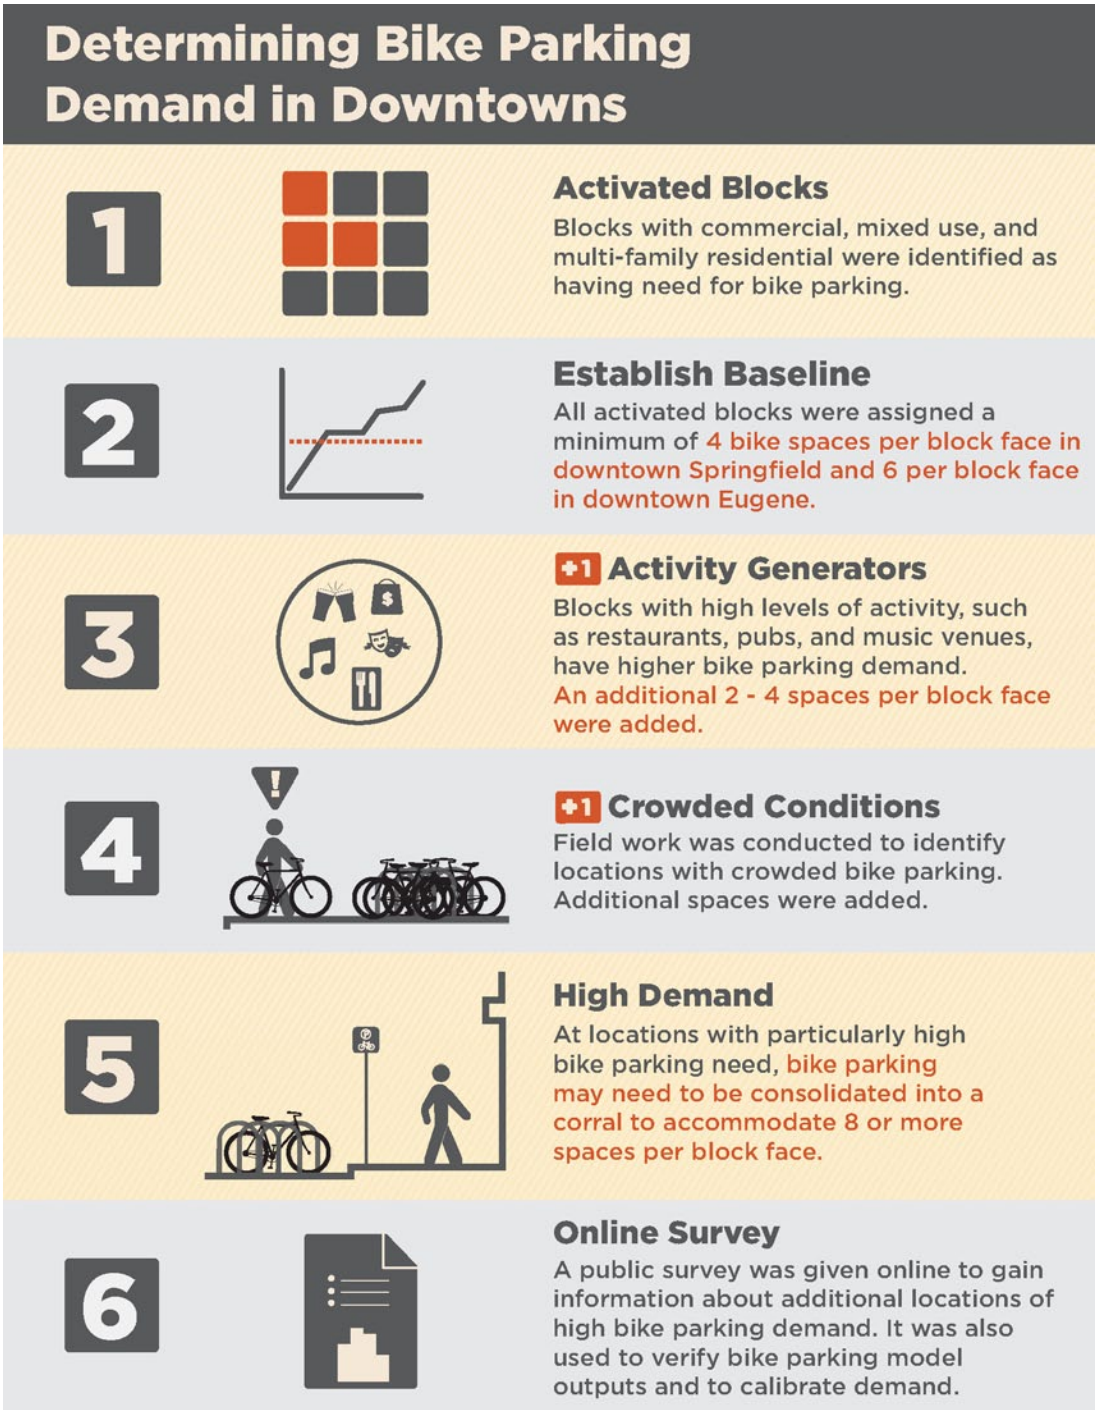 Determining Bike Parking
Demand in Downtowns
1
Activated Blocks
Blocks with commercial, mixed use, and
multi-family residential were identified as
having need for bike parking.
2
Establish Baseline
All activated blocks were assigned a
minimum of 4 bike spaces per block face in
downtown Springfield and 6 per block face
in downtown Eugene.
3
$
+1 Activity Generators
Blocks with high levels of activity, such
as restaurants, pubs, and music venues,
have higher bike parking demand.
An additional 2 - 4 spaces per block face
were added.
4
!
+1 Crowded Conditions
Field work was conducted to identify
locations with crowded bike parking.
Additional spaces were added.
5
High Demand
At locations with particularly high
bike parking need, bike parking
may need to be consolidated into a
corral to accommodate 8 or more
spaces per block face.
6
Online Survey
A public survey was given online to gain
information about additional locations of
high bike parking demand. It was also
used to verify bike parking model
outputs and to calibrate demand.